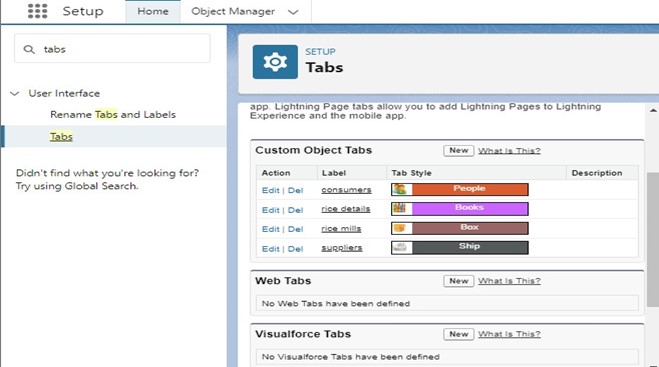 Setup Home Object Manager
tabs
User Interface
Rename Tabs and Labels
Tabs
Didn't find what you're looking for?
Try using Global Search.
SETUP
Tabs
app. Lightning Page tabs allow you to add Lightning Pages to Lightning
Experience and the mobile app.
Custom Object Tabs New What Is This?
Action Label Tab Style Description
Edit | Del consumers People
Edit | Del rice details Books
Edit | Del rice mills Box
Edit | Del suppliers Ship
Web Tabs New What Is This?
No Web Tabs have been defined
Visualforce Tabs New What Is This?
No Visualforce Tabs have been defined